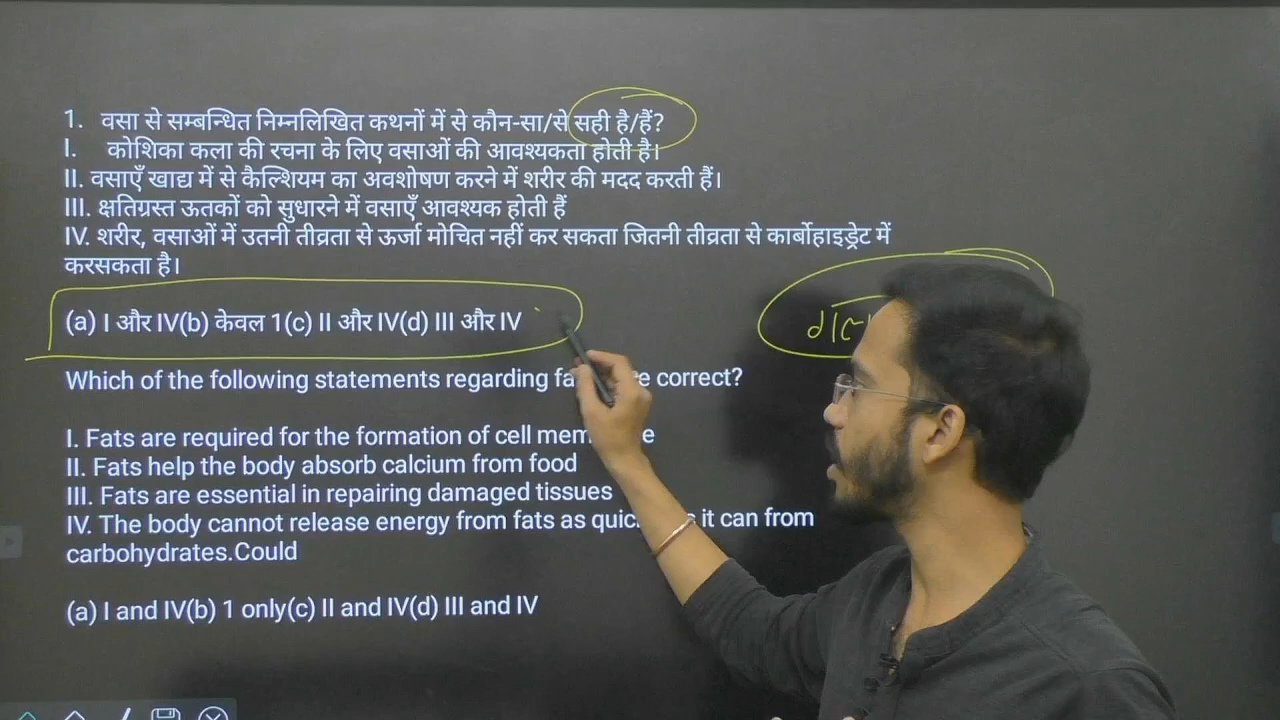 1. वसा से सम्बन्धित निम्नलिखित कथनों में से कौन-सा/से सही है/हैं?
I. कोशिका कला की रचना के लिए वसाओं की आवश्यकता होती है।
II. वसाएँ खाद्य में से कैल्शियम का अवशोषण करने में शरीर की मदद करती हैं।
III. क्षतिग्रस्त ऊतकों को सुधारने में वसाएँ आवश्यक होती हैं
IV. शरीर, वसाओं में उतनी तीव्रता से ऊर्जा मोचित नहीं कर सकता जितनी तीव्रता से कार्बोहाइड्रेट में
करसकता है।
(a) I और IV(b) केवल 1(c) II और IV(d) III और IV
Which of the following statements regarding correct?
I. Fats are required for the formation of cell
II. Fats help the body absorb calcium from food
III. Fats are essential in repairing damaged tissues
IV. The body cannot release energy from fats as it can from
carbohydrates.Could
(a) I and IV(b) 1 only(c) II and IV(d) III and IV